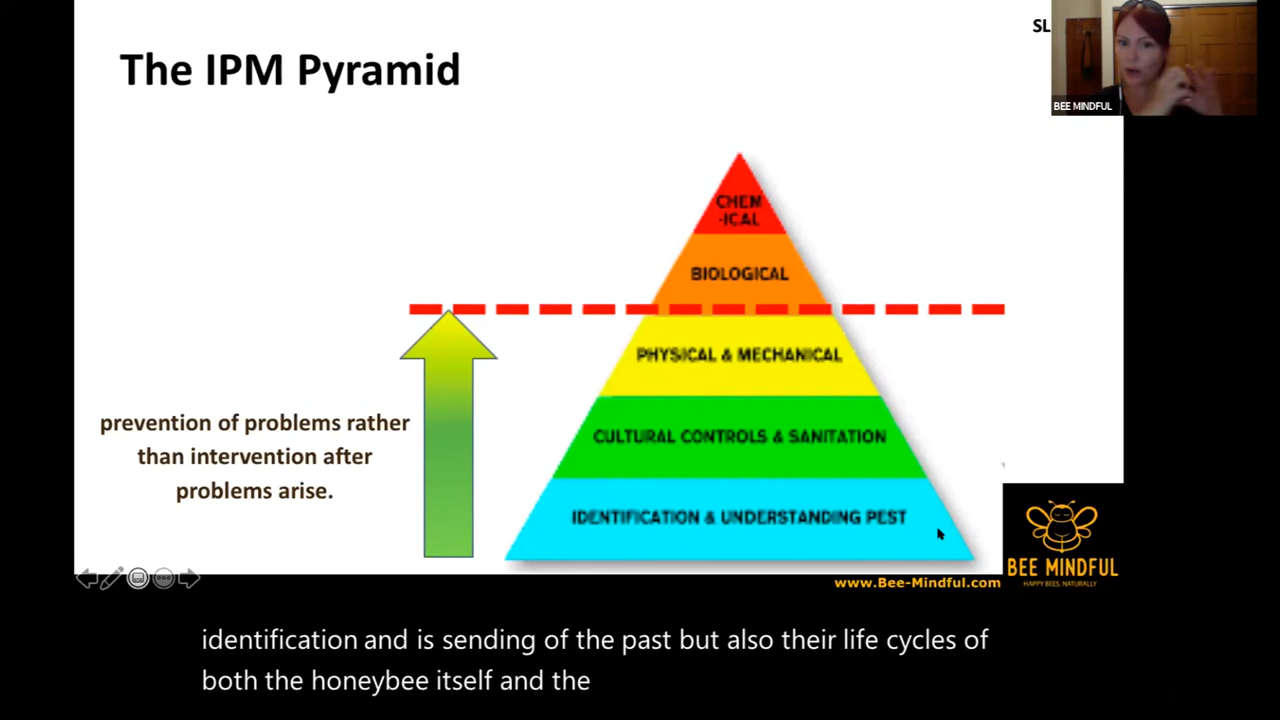 The IPM Pyramid
SL
BEE MINDFUL
CHEM
-ICAL
BIOLOGICAL
PHYSICAL & MECHANICAL
CULTURAL CONTROLS & SANITATION
IDENTIFICATION & UNDERSTANDING PEST
prevention of problems rather
than intervention after
problems arise.
BEE MINDFUL
HAPPY BEES, NATURALLY
www.Bee-Mindful.com
identification and is sending of the past but also their life cycles of
both the honeybee itself and the